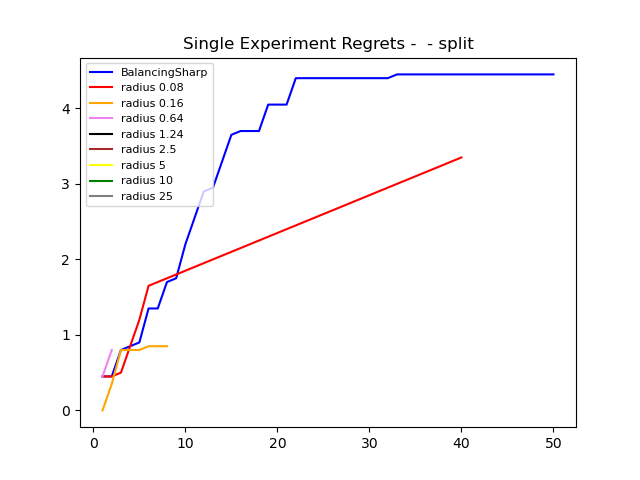 Single Experiment Regrets -  - split
BalancingSharp
radius 0.08
radius 0.16
radius 0.64
radius 1.24
radius 2.5
radius 5
radius 10
radius 25
4
3
2
1
0
0 10 20 30 40 50